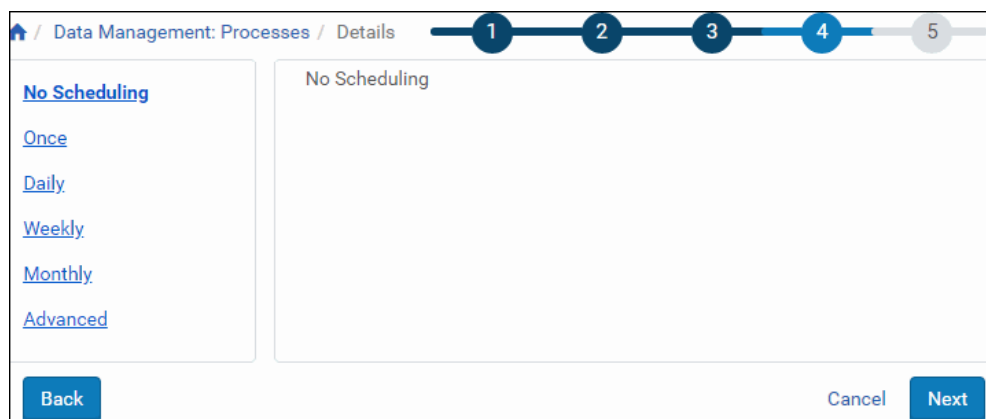 / Data Management: Processes / Details 1 2 3 4 5
No Scheduling
Once
Daily
Weekly
Monthly
Advanced
No Scheduling
Back Cancel Next